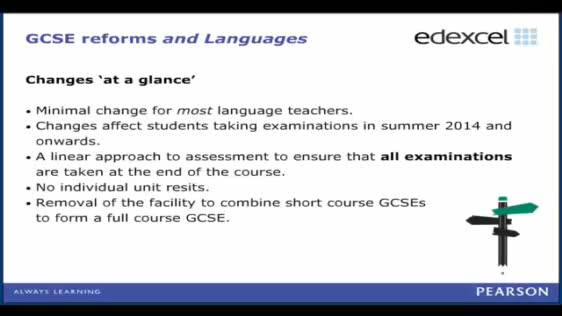 GCSE reforms and Languages
edexcel
Changes ‘at a glance’
• Minimal change for most language teachers.
• Changes affect students taking examinations in summer 2014 and
onwards.
• A linear approach to assessment to ensure that all examinations
are taken at the end of the course.
• No individual unit resits.
• Removal of the facility to combine short course GCSEs
to form a full course GCSE.
ALWAYS LEARNING
PEARSON